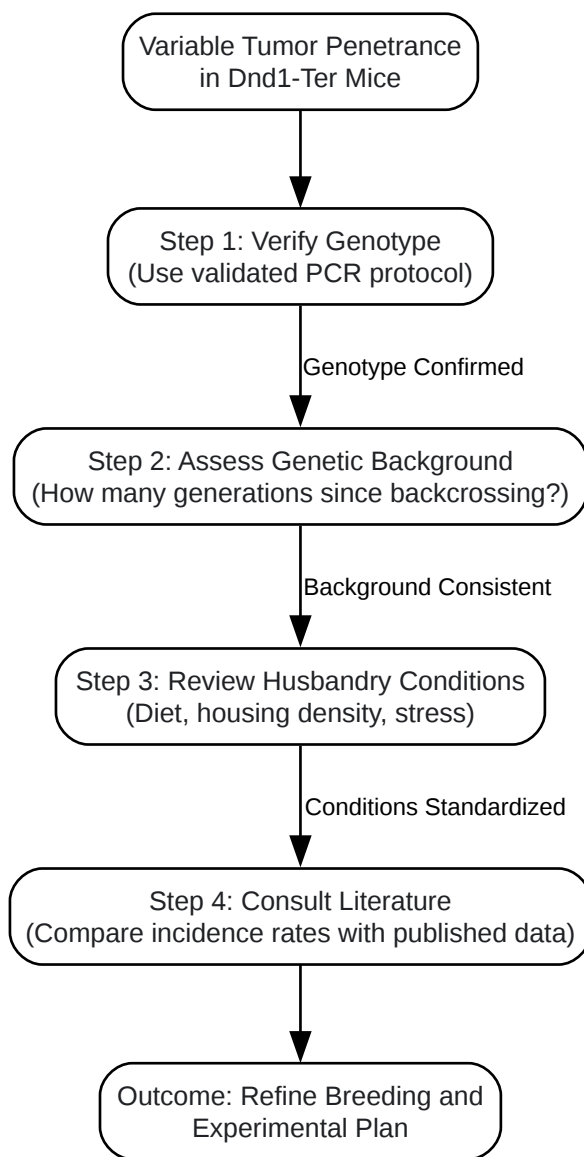 Variable Tumor Penetrance
in Dnd1-Ter Mice
Step 1: Verify Genotype
(Use validated PCR protocol)
Genotype Confirmed
Step 2: Assess Genetic Background
(How many generations since backcrossing?)
Background Consistent
Step 3: Review Husbandry Conditions
(Diet, housing density, stress)
Conditions Standardized
Step 4: Consult Literature
(Compare incidence rates with published data)
Outcome: Refine Breeding and
Experimental Plan